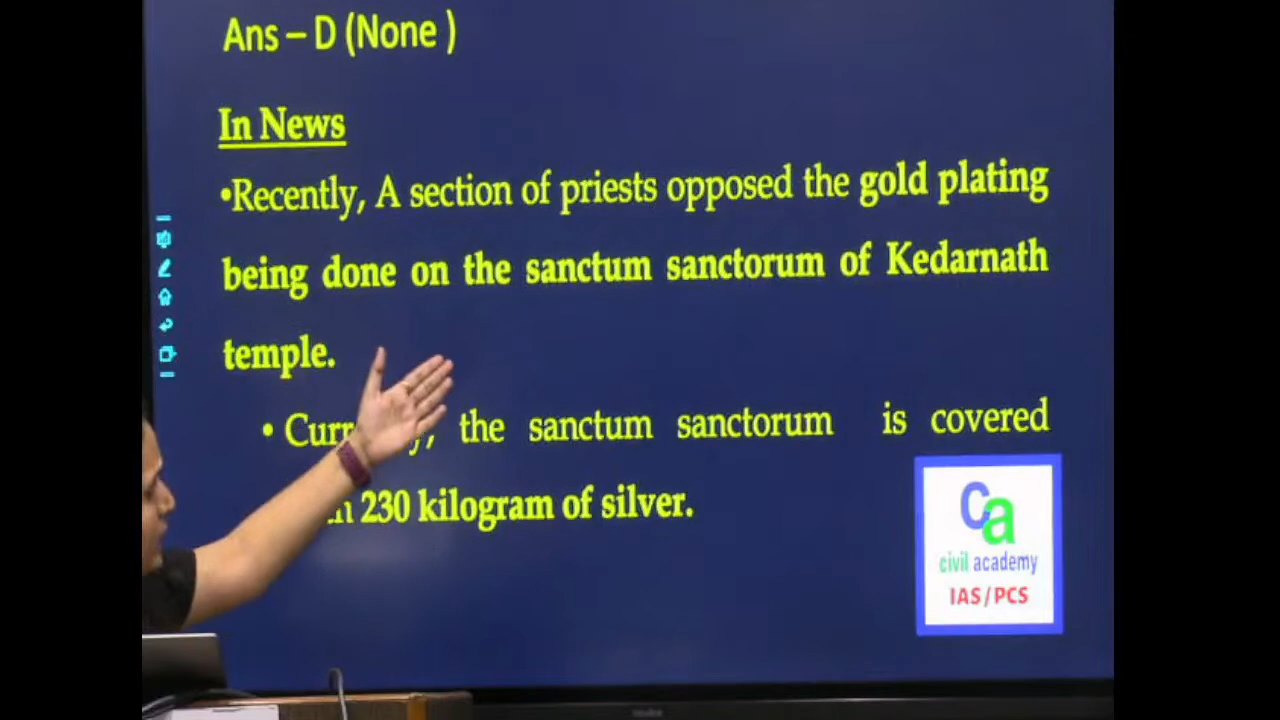 Ans – D (None )
In News
•Recently, A section of priests opposed the gold plating
being done on the sanctum sanctorum of Kedarnath
temple.
• the sanctum sanctorum is covered
230 kilogram of silver.
ca
civil academy
IAS/PCS